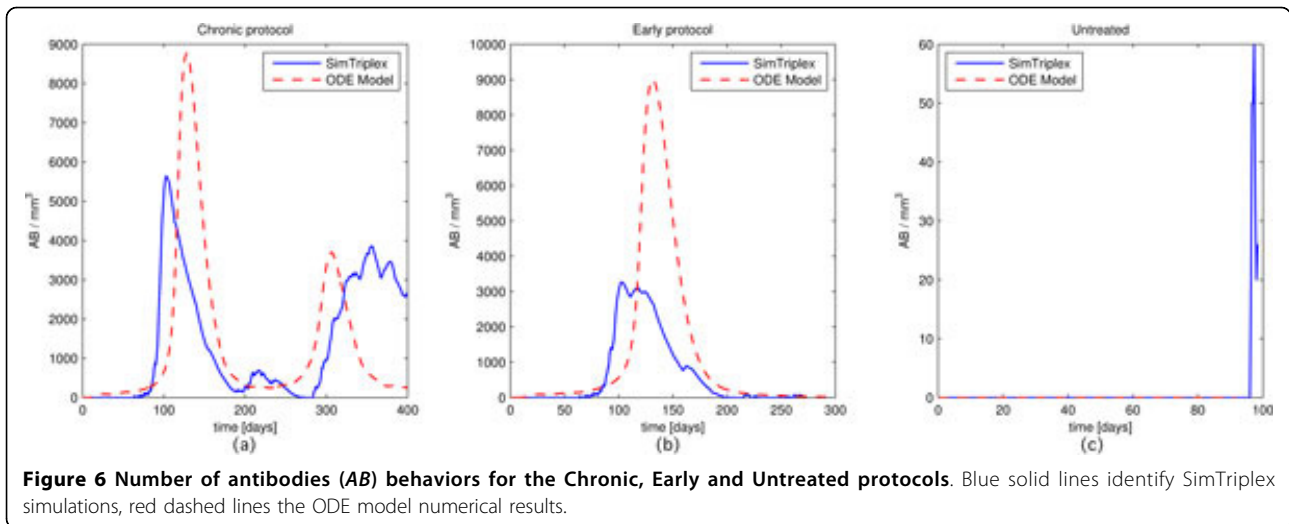 Chronic protocol
9000
8000
7000
6000
5000
4000
3000
2000
1000
0
AB / mm³
0 100 200 300 400
time [days]
(a)
SimTriplex
ODE Model
Early protocol
10000
9000
8000
7000
6000
5000
4000
3000
2000
1000
0
AB / mm³
0 50 100 150 200 250 300
time [days]
(b)
SimTriplex
ODE Model
Untreated
60
50
40
30
20
10
0
AB / mm³
0 20 40 60 80 100
time [days]
(c)
SimTriplex
ODE Model
Figure 6 Number of antibodies (AB) behaviors for the Chronic, Early and Untreated protocols. Blue solid lines identify SimTriplex
simulations, red dashed lines the ODE model numerical results.